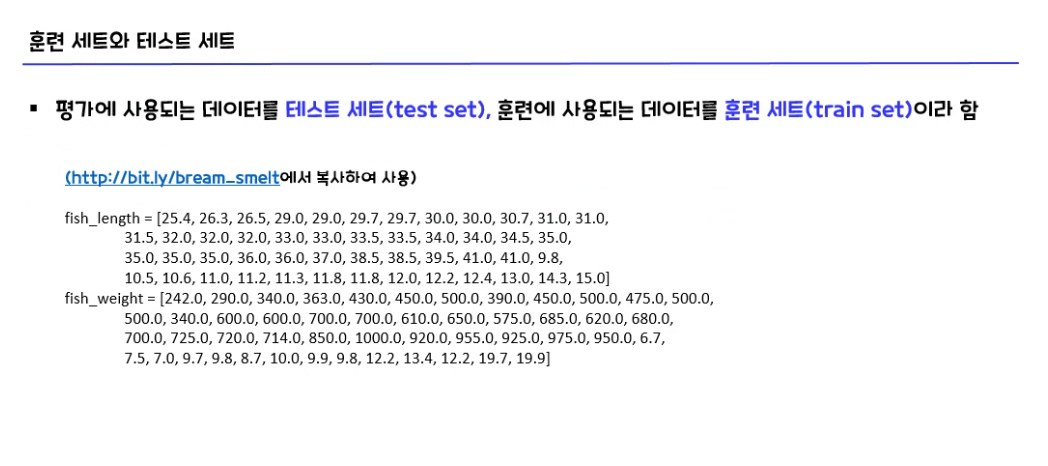 훈련 세트와 테스트 세트
▪ 평가에 사용되는 데이터를 테스트 세트(test set), 훈련에 사용되는 데이터를 훈련 세트(train set)이라 함
(http://bit.ly/bream_smelt에서 복사하여 사용)
fish_length = [25.4, 26.3, 26.5, 29.0, 29.0, 29.7, 29.7, 30.0, 30.0, 30.7, 31.0, 31.0,
31.5, 32.0, 32.0, 32.0, 33.0, 33.0, 33.5, 33.5, 34.0, 34.0, 34.5, 35.0,
35.0, 35.0, 35.0, 36.0, 36.0, 37.0, 38.5, 38.5, 39.5, 41.0, 41.0, 9.8,
10.5, 10.6, 11.0, 11.2, 11.3, 11.8, 11.8, 12.0, 12.2, 12.4, 13.0, 14.3, 15.0]
fish_weight = [242.0, 290.0, 340.0, 363.0, 430.0, 450.0, 500.0, 390.0, 450.0, 500.0, 475.0, 500.0,
500.0, 340.0, 600.0, 600.0, 700.0, 700.0, 610.0, 650.0, 575.0, 685.0, 620.0, 680.0,
700.0, 725.0, 720.0, 714.0, 850.0, 1000.0, 920.0, 955.0, 925.0, 975.0, 950.0, 6.7,
7.5, 7.0, 9.7, 9.8, 8.7, 10.0, 9.9, 9.8, 12.2, 13.4, 12.2, 19.7, 19.9]